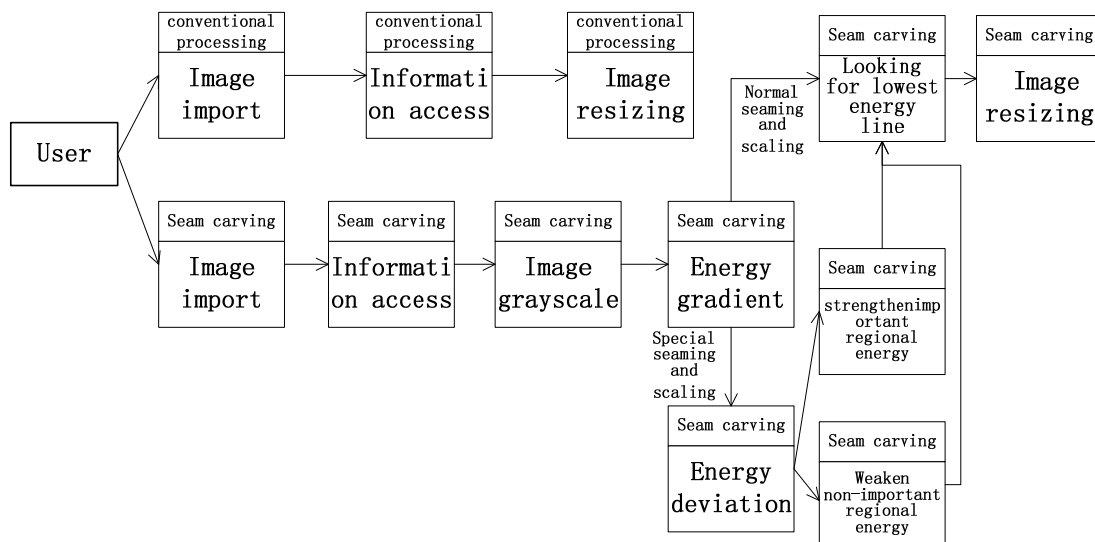 conventional
processing
Image
import
conventional
processing
Informati
on access
conventional
processing
Image
resizing
User
Seam carving
Image
import
Seam carving
Informati
on access
Seam carving
Image
grayscale
Seam carving
Energy
gradient
Normal
seaming
and
scaling
Seam carving
Looking
for lowest
energy
line
Seam carving
Image
resizing
Special
seaming
and
scaling
Seam carving
Energy
deviation
Seam carving
strengthenimp
ortant
regional
energy
Seam carving
Weaken
non-important
regional
energy